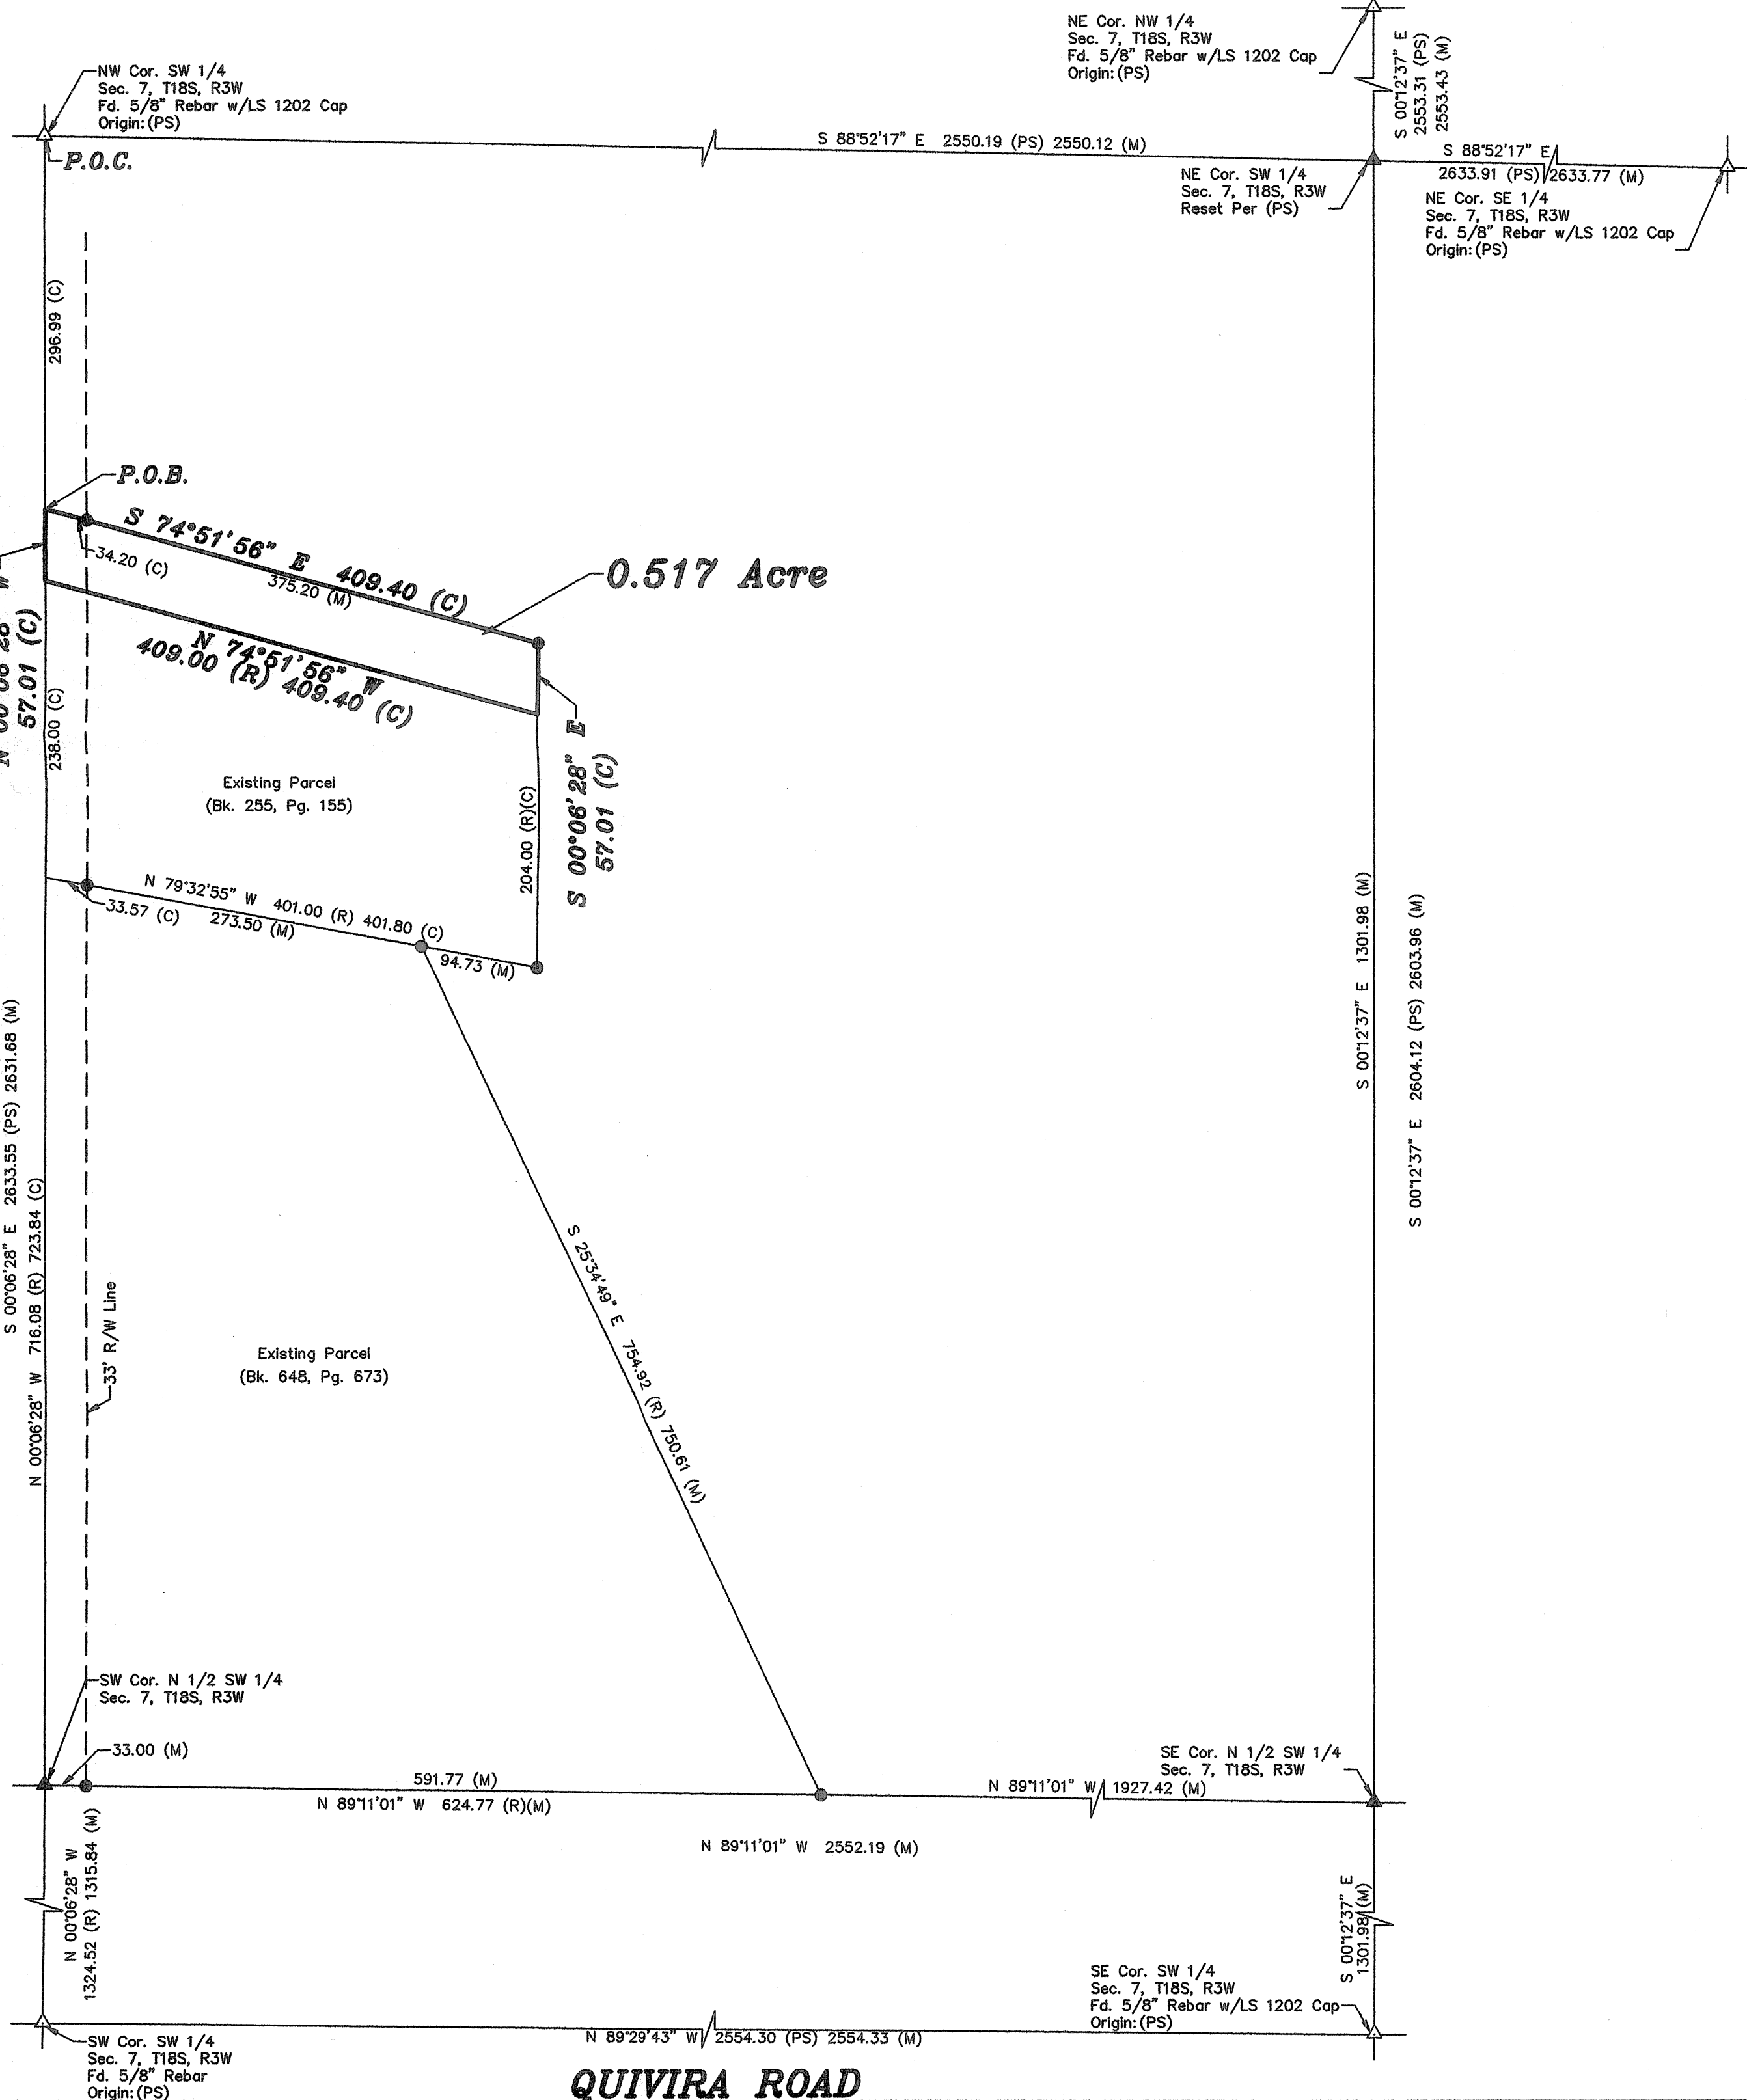 NE Cor. NW 1/4
Sec. 7, T18S, R3W
Fd. 5/8" Rebar w/LS 1202 Cap
Origin: (PS)
S 00°12'37" E
2553.31 (PS)
2553.43 (M)
NW Cor. SW 1/4
Sec. 7, T18S, R3W
Fd. 5/8" Rebar w/LS 1202 Cap
Origin: (PS)
P.O.C.
S 88°52'17" E 2550.19 (PS) 2550.12 (M)
S 88°52'17" E
2633.91 (PS) 2633.77 (M)
NE Cor. SW 1/4
Sec. 7, T18S, R3W
Reset Per (PS)
NE Cor. SE 1/4
Sec. 7, T18S, R3W
Fd. 5/8" Rebar w/LS 1202 Cap
Origin: (PS)
296.99 (C)
P.O.B.
S 74°51'56" E 409.40 (C)
34.20 (C)
375.20 (M)
0.517 Acre
N 74°51'56" W
409.00 (R) 409.40 (C)
N 00°06'28" W
57.01 (C)
238.00 (C)
S 00°06'28" E
57.01 (C)
Existing Parcel
(Bk. 255, Pg. 155)
204.00 (R)(C)
N 79°32'55" W 401.00 (R) 401.80 (C)
33.57 (C)
273.50 (M)
94.73 (M)
S 00°12'37" E 1301.98 (M)
S 00°12'37" E 2604.12 (PS) 2603.96 (M)
S 00°06'28" E 2633.55 (PS) 2631.68 (M)
N 00°06'28" W 716.08 (R) 723.84 (C)
33' R/W Line
S 25°34'49" E 754.92 (R) 750.61 (M)
Existing Parcel
(Bk. 648, Pg. 673)
SW Cor. N 1/2 SW 1/4
Sec. 7, T18S, R3W
33.00 (M)
591.77 (M)
N 89°11'01" W 624.77 (R)(M)
SE Cor. N 1/2 SW 1/4
Sec. 7, T18S, R3W
N 89°11'01" W 1927.42 (M)
N 89°11'01" W 2552.19 (M)
N 00°06'28" W
1324.52 (R) 1315.84 (M)
S 00°12'37" E
1301.98 (M)
SE Cor. SW 1/4
Sec. 7, T18S, R3W
Fd. 5/8" Rebar w/LS 1202 Cap
Origin: (PS)
SW Cor. SW 1/4
Sec. 7, T18S, R3W
Fd. 5/8" Rebar
Origin: (PS)
N 89°29'43" W 2554.30 (PS) 2554.33 (M)
QUIVIRA ROAD